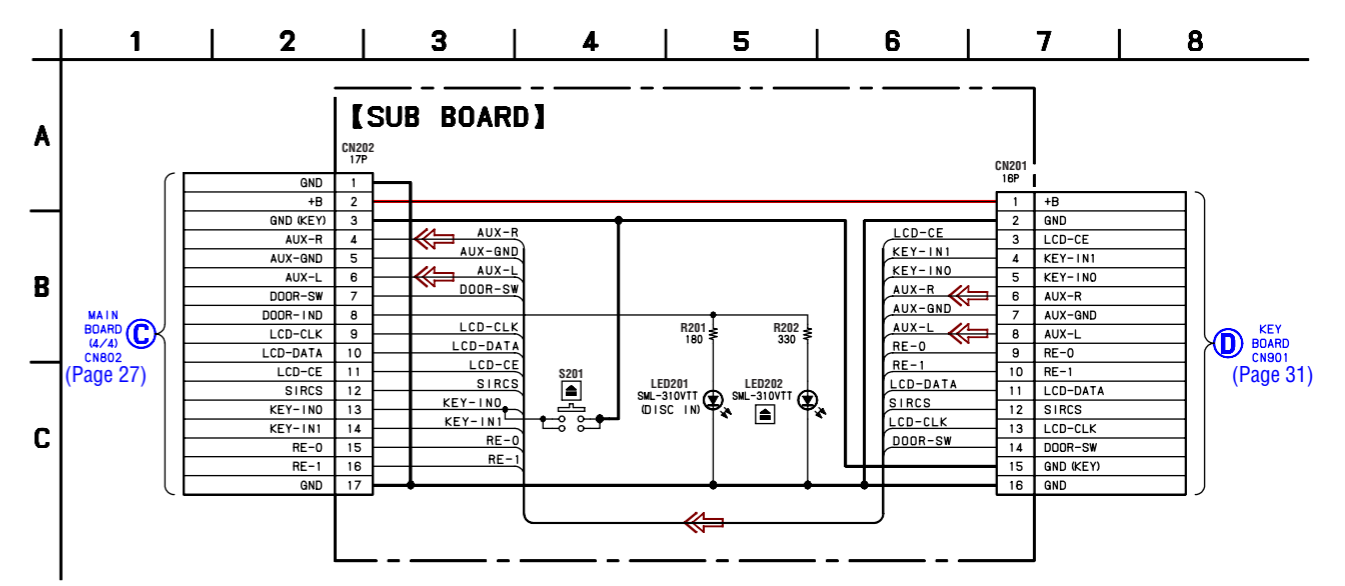 1 2 3 4 5 6 7 8
A
B
C
【SUB BOARD】
CN202
17P
GND 1
+B 2
GND (KEY) 3
AUX-R 4
AUX-GND 5
AUX-L 6
DOOR-SW 7
DOOR-IND 8
LCD-CLK 9
LCD-DATA 10
LCD-CE 11
SIRCS 12
KEY-IN0 13
KEY-IN1 14
RE-0 15
RE-1 16
GND 17
MAIN
BOARD
(4/4)
CN802
C
(Page 27)
AUX-R
AUX-GND
AUX-L
DOOR-SW
LCD-CLK
LCD-DATA
LCD-CE
SIRCS
KEY-IN0
KEY-IN1
RE-0
RE-1
S201
R201
180
R202
330
LED201
SML-310VTT
(DISC IN)
LED202
SML-310VTT
LCD-CE
KEY-IN1
KEY-IN0
AUX-R
AUX-GND
AUX-L
RE-0
RE-1
LCD-DATA
SIRCS
LCD-CLK
DOOR-SW
CN201
16P
1 +B
2 GND
3 LCD-CE
4 KEY-IN1
5 KEY-IN0
6 AUX-R
7 AUX-GND
8 AUX-L
9 RE-0
10 RE-1
11 LCD-DATA
12 SIRCS
13 LCD-CLK
14 DOOR-SW
15 GND (KEY)
16 GND
D
KEY
BOARD
CN901
(Page 31)